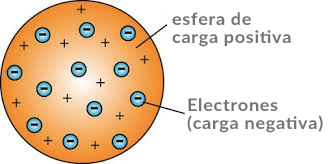 esfera de
carga positiva
Electrones
(carga negativa)